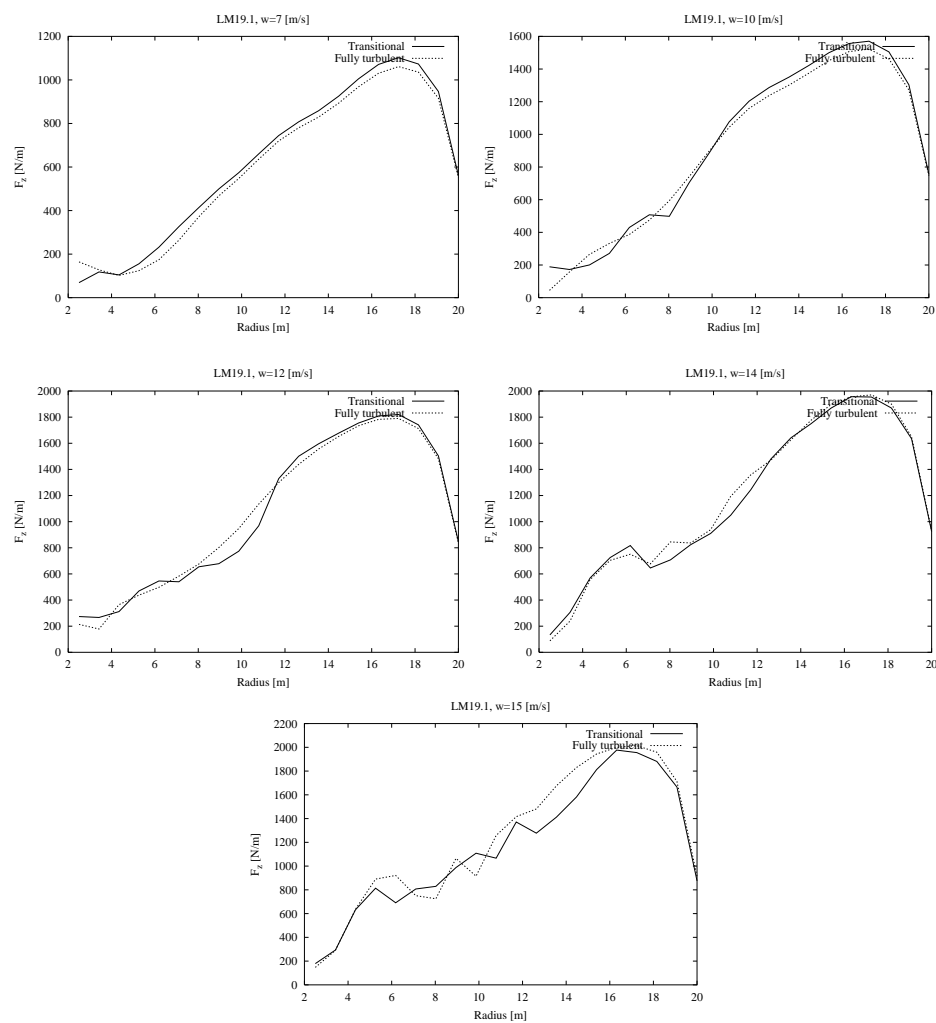 LM19.1, w=7 [m/s]
1200
1000
800
600
400
200
0
F_z [N/m]
Transitional
Fully turbulent
2 4 6 8 10 12 14 16 18 20
Radius [m]
LM19.1, w=10 [m/s]
1600
1400
1200
1000
800
600
400
200
0
F_z [N/m]
Transitional
Fully turbulent
2 4 6 8 10 12 14 16 18 20
Radius [m]
LM19.1, w=12 [m/s]
2000
1800
1600
1400
1200
1000
800
600
400
200
0
F_z [N/m]
Transitional
Fully turbulent
2 4 6 8 10 12 14 16 18 20
Radius [m]
LM19.1, w=14 [m/s]
2000
1800
1600
1400
1200
1000
800
600
400
200
0
F_z [N/m]
Transitional
Fully turbulent
2 4 6 8 10 12 14 16 18 20
Radius [m]
LM19.1, w=15 [m/s]
2200
2000
1800
1600
1400
1200
1000
800
600
400
200
0
F_z [N/m]
Transitional
Fully turbulent
2 4 6 8 10 12 14 16 18 20
Radius [m]